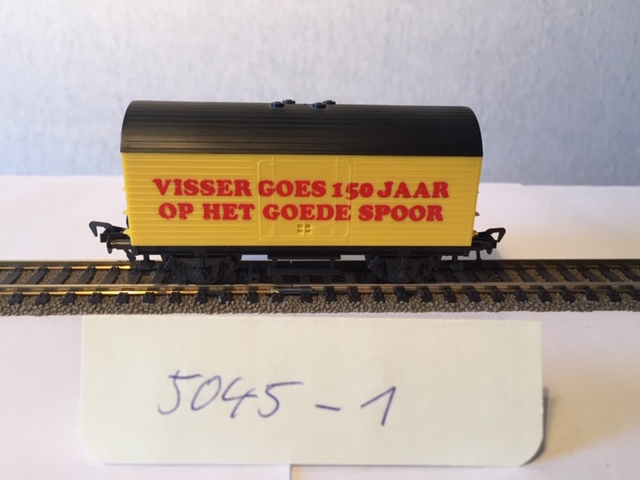 VISSER GOES 150 JAAR
OP HET GOEDE SPOOR
5045-1